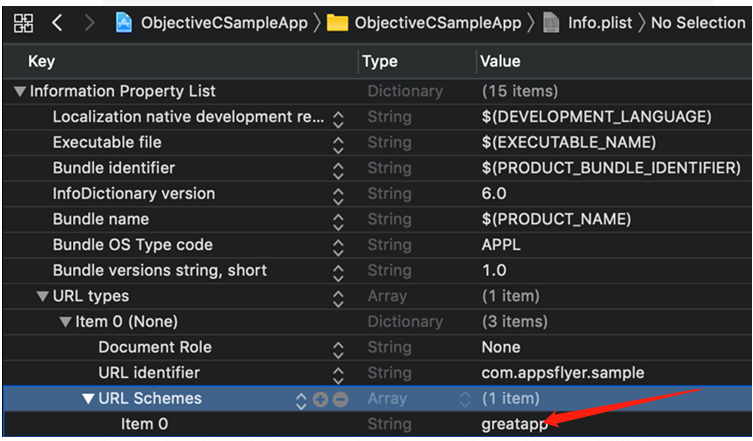 ObjectiveCSampleApp ObjectiveCSampleApp Info.plist No Selection
Key Type Value
Information Property List Dictionary (15 items)
Localization native development re... String $(DEVELOPMENT_LANGUAGE)
Executable file String $(EXECUTABLE_NAME)
Bundle identifier String $(PRODUCT_BUNDLE_IDENTIFIER)
InfoDictionary version String 6.0
Bundle name String $(PRODUCT_NAME)
Bundle OS Type code String APPL
Bundle versions string, short String 1.0
URL types Array (1 item)
Item 0 (None) Dictionary (3 items)
Document Role String None
URL identifier String com.appsflyer.sample
URL Schemes Array (1 item)
Item 0 String greatapp